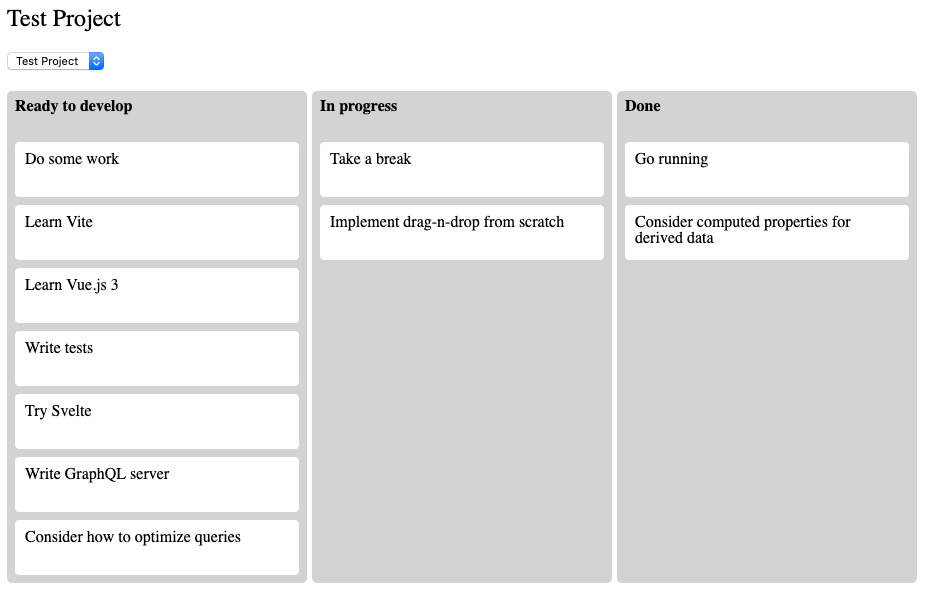 Test Project
Test Project
Ready to develop
Do some work
Learn Vite
Learn Vue.js 3
Write tests
Try Svelte
Write GraphQL server
Consider how to optimize queries
In progress
Take a break
Implement drag-n-drop from scratch
Done
Go running
Consider computed properties for
derived data